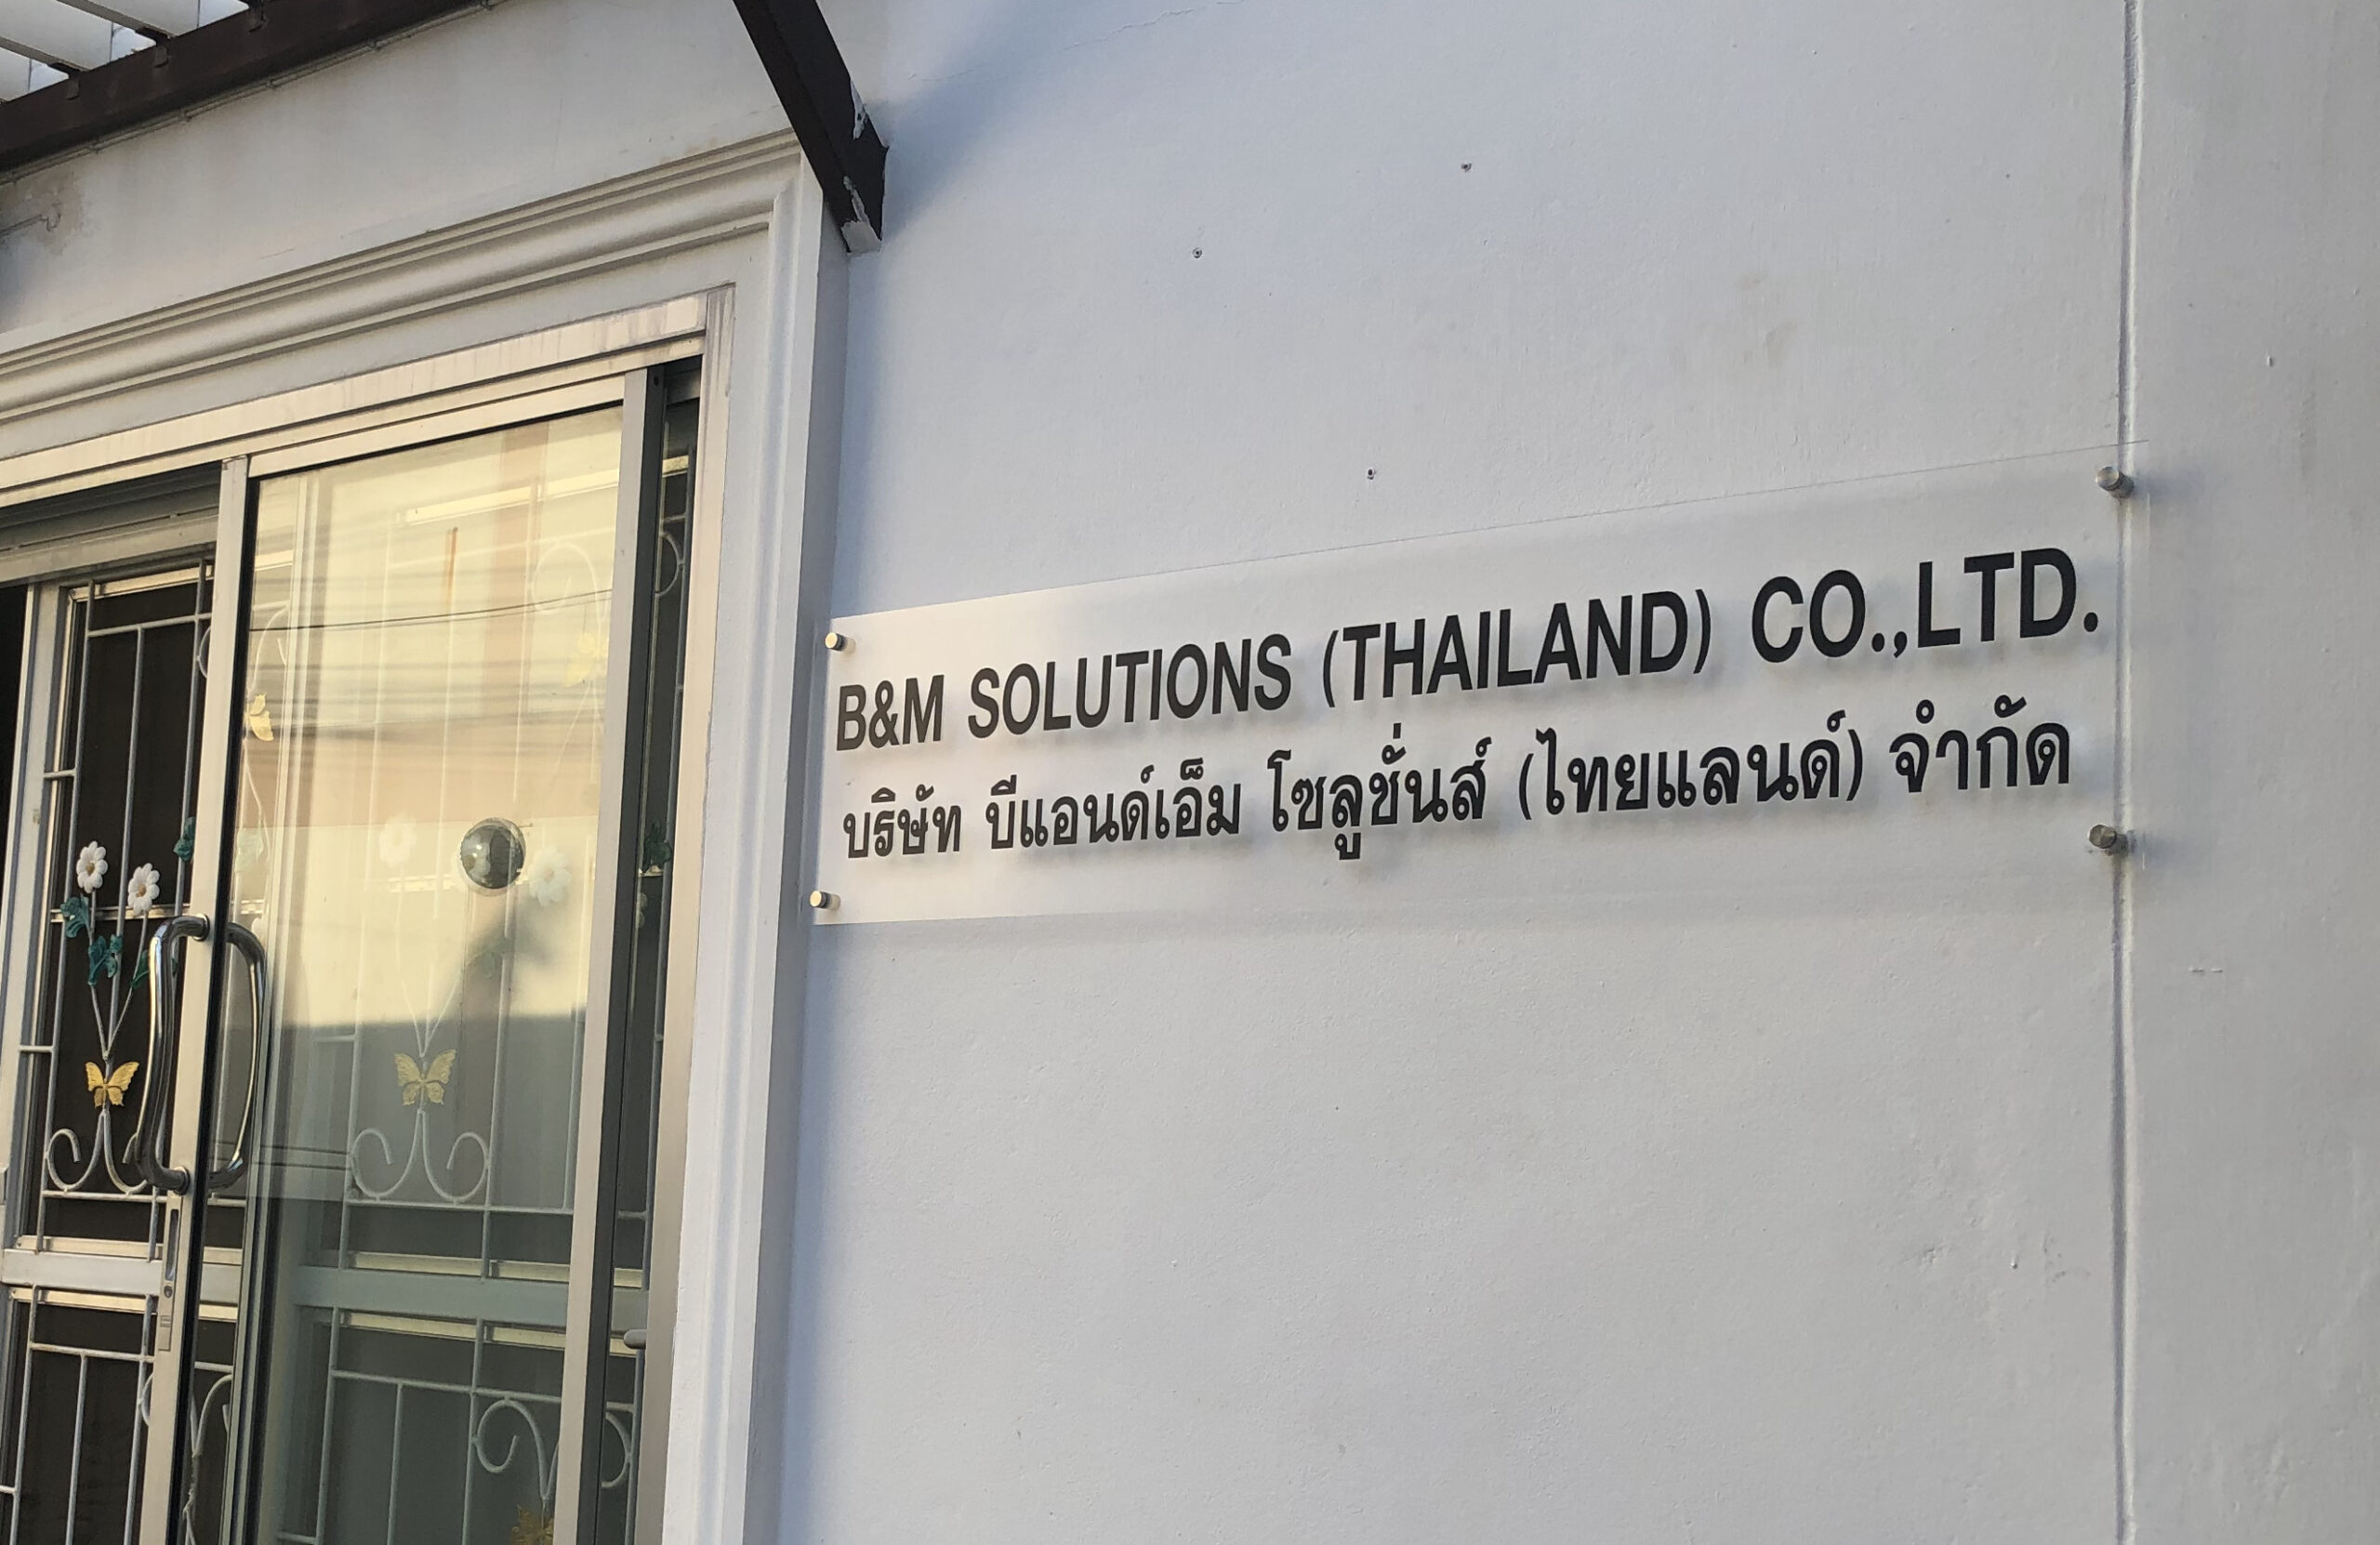 B&M SOLUTIONS (THAILAND) CO.,LTD.
บริษัท บีแอนด์เอ็ม โซลูชั่นส์ (ไทยแลนด์) จำกัด